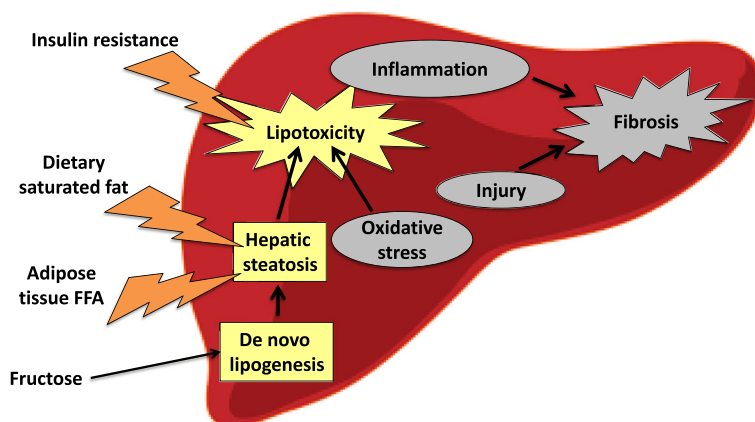 Insulin resistance
Inflammation
Lipotoxicity
Fibrosis
Dietary
saturated fat
Injury
Hepatic
steatosis
Oxidative
stress
Adipose
tissue FFA
De novo
lipogenesis
Fructose